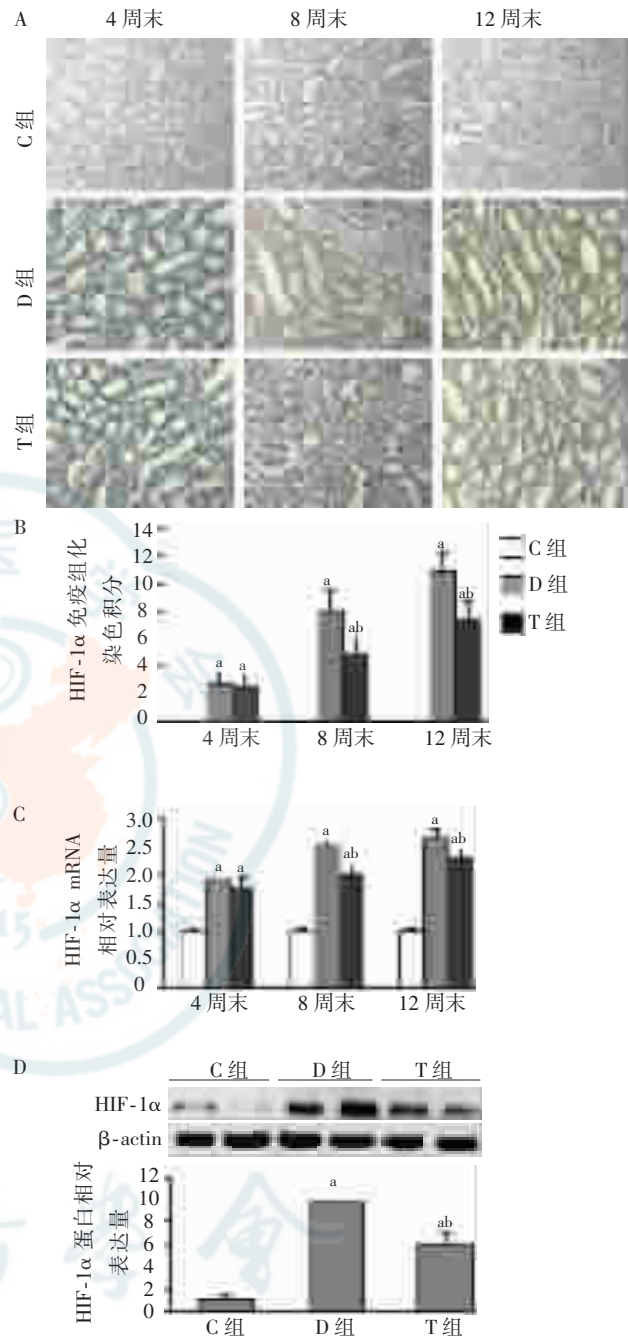 A 4 周末 8 周末 12 周末
C 组
D 组
T 组
B
HIF-1α 免疫组化
染色积分
14
12
10
8
6
4
2
0
a a a ab a ab
4 周末 8 周末 12 周末
C 组
D 组
T 组
C
HIF-1α mRNA
相对表达量
3.0
2.5
2.0
1.5
1.0
0.5
0
a a a ab a ab
4 周末 8 周末 12 周末
D
C 组 D 组 T 组
HIF-1α
β-actin
HIF-1α 蛋白相对
表达量
12
10
8
6
4
2
0
a ab
C 组 D 组 T 组
AL ASSOCIATION